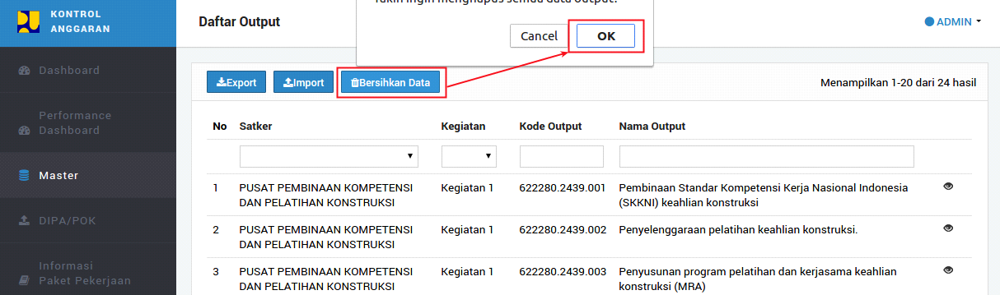 KONTROL
ANGGARAN
Daftar Output
Yakin ingin menghapus semua data output?
Cancel
OK
ADMIN
Dashboard
Export
Import
Bersihkan Data
Menampilkan 1-20 dari 24 hasil
Performance
Dashboard
No Satker Kegiatan Kode Output Nama Output
Master
1 PUSAT PEMBINAAN KOMPETENSI Kegiatan 1 622280.2439.001 Pembinaan Standar Kompetensi Kerja Nasional Indonesia
DAN PELATIHAN KONSTRUKSI (SKKNI) keahlian konstruksi
DIPA/POK
2 PUSAT PEMBINAAN KOMPETENSI Kegiatan 1 622280.2439.002 Penyelenggaraan pelatihan keahlian konstruksi.
DAN PELATIHAN KONSTRUKSI
Informasi
Paket Pekerjaan
3 PUSAT PEMBINAAN KOMPETENSI Kegiatan 1 622280.2439.003 Penyusunan program pelatihan dan kerjasama keahlian
DAN PELATIHAN KONSTRUKSI konstruksi (MRA)